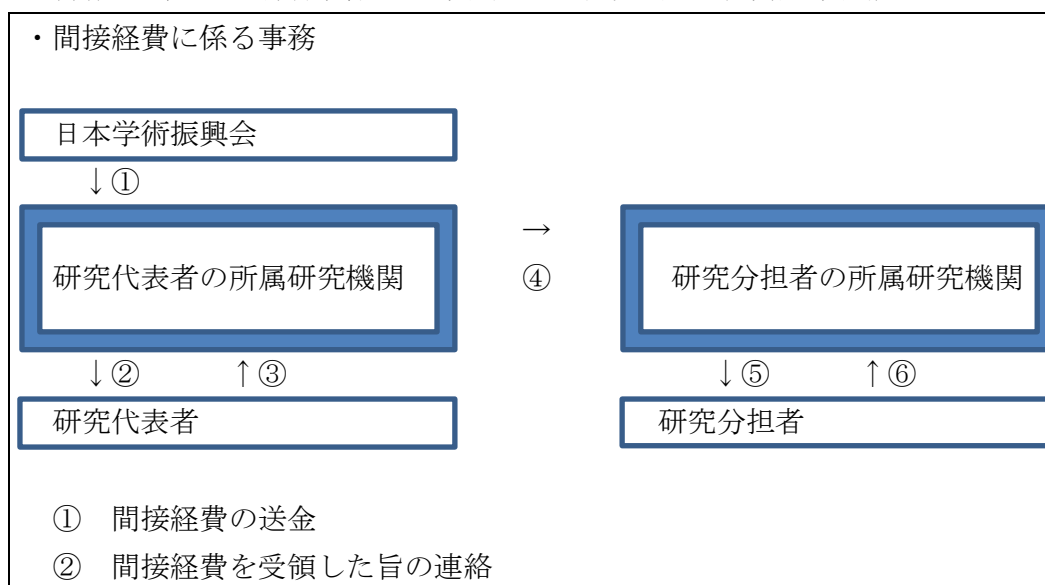 ・間接経費に係る事務
日本学術振興会
↓①
研究代表者の所属研究機関
→
④
研究分担者の所属研究機関
↓② ↑③
↓⑤ ↑⑥
研究代表者
研究分担者
① 間接経費の送金
② 間接経費を受領した旨の連絡